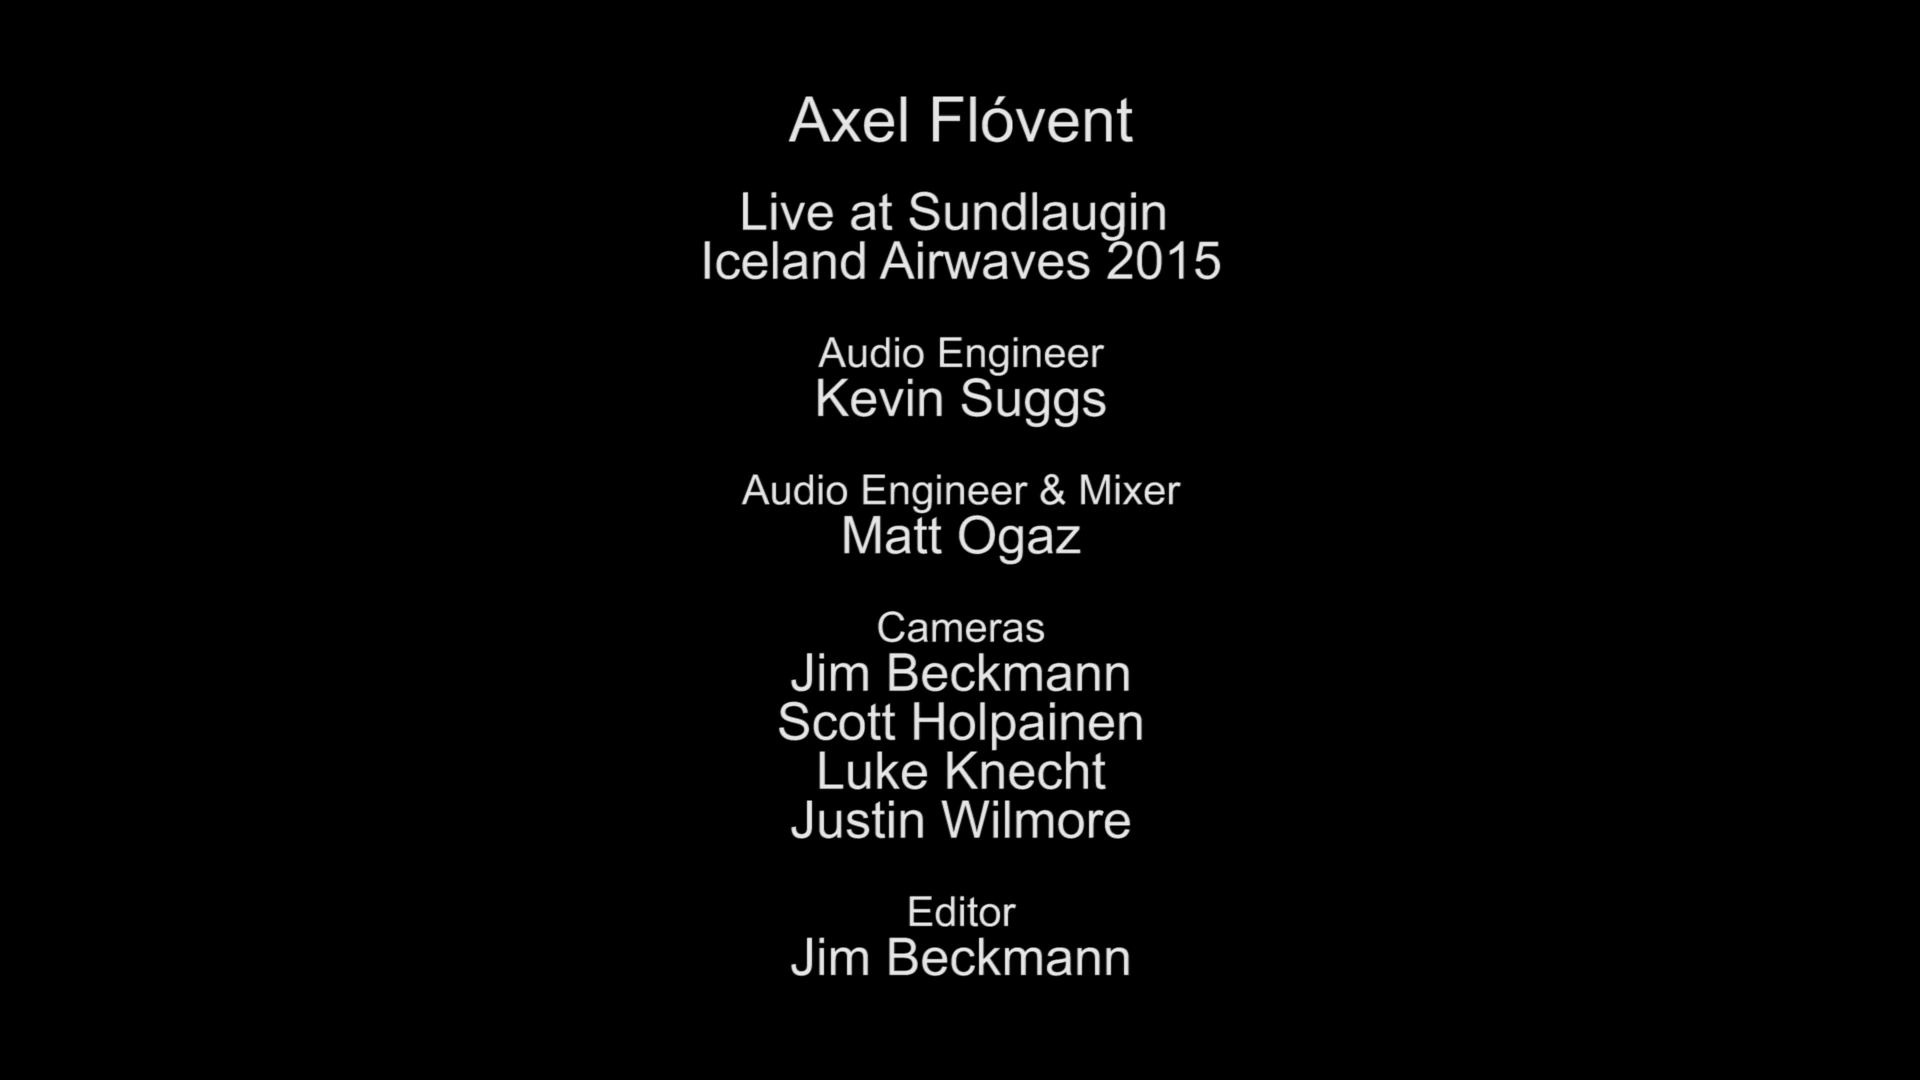 Axel Flóvent
Live at Sundlaugin
Iceland Airwaves 2015
Audio Engineer
Kevin Suggs
Audio Engineer & Mixer
Matt Ogaz
Cameras
Jim Beckmann
Scott Holpainen
Luke Knecht
Justin Wilmore
Editor
Jim Beckmann